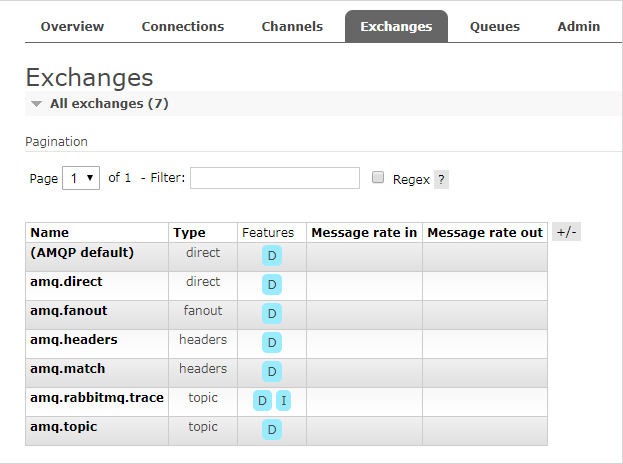 Overview Connections Channels Exchanges Queues Admin
Exchanges
All exchanges (7)
Pagination
Page 1 of 1 - Filter: Regex ?
Name Type Features Message rate in Message rate out +/-
(AMQP default) direct D
amq.direct direct D
amq.fanout fanout D
amq.headers headers D
amq.match headers D
amq.rabbitmq.trace topic D I
amq.topic topic D